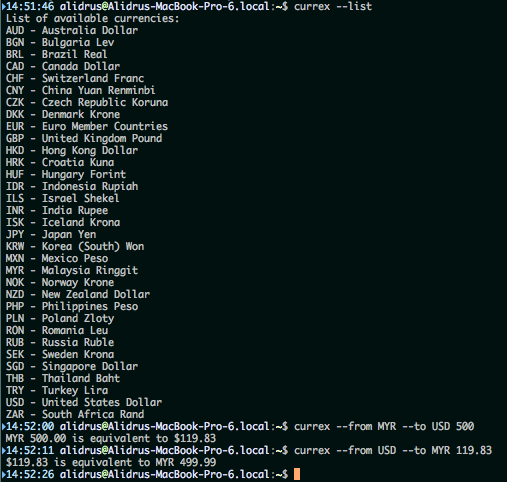 14:51:46 alidrus@Alidrus-MacBook-Pro-6.local:~$ currex --list
List of available currencies:
AUD - Australia Dollar
BGN - Bulgaria Lev
BRL - Brazil Real
CAD - Canada Dollar
CHF - Switzerland Franc
CNY - China Yuan Renminbi
CZK - Czech Republic Koruna
DKK - Denmark Krone
EUR - Euro Member Countries
GBP - United Kingdom Pound
HKD - Hong Kong Dollar
HRK - Croatia Kuna
HUF - Hungary Forint
IDR - Indonesia Rupiah
ILS - Israel Shekel
INR - India Rupee
ISK - Iceland Krona
JPY - Japan Yen
KRW - Korea (South) Won
MXN - Mexico Peso
MYR - Malaysia Ringgit
NOK - Norway Krone
NZD - New Zealand Dollar
PHP - Philippines Peso
PLN - Poland Zloty
RON - Romania Leu
RUB - Russia Ruble
SEK - Sweden Krona
SGD - Singapore Dollar
THB - Thailand Baht
TRY - Turkey Lira
USD - United States Dollar
ZAR - South Africa Rand
14:52:00 alidrus@Alidrus-MacBook-Pro-6.local:~$ currex --from MYR --to USD 500
MYR 500.00 is equivalent to $119.83
14:52:11 alidrus@Alidrus-MacBook-Pro-6.local:~$ currex --from USD --to MYR 119.83
$119.83 is equivalent to MYR 499.99
14:52:26 alidrus@Alidrus-MacBook-Pro-6.local:~$